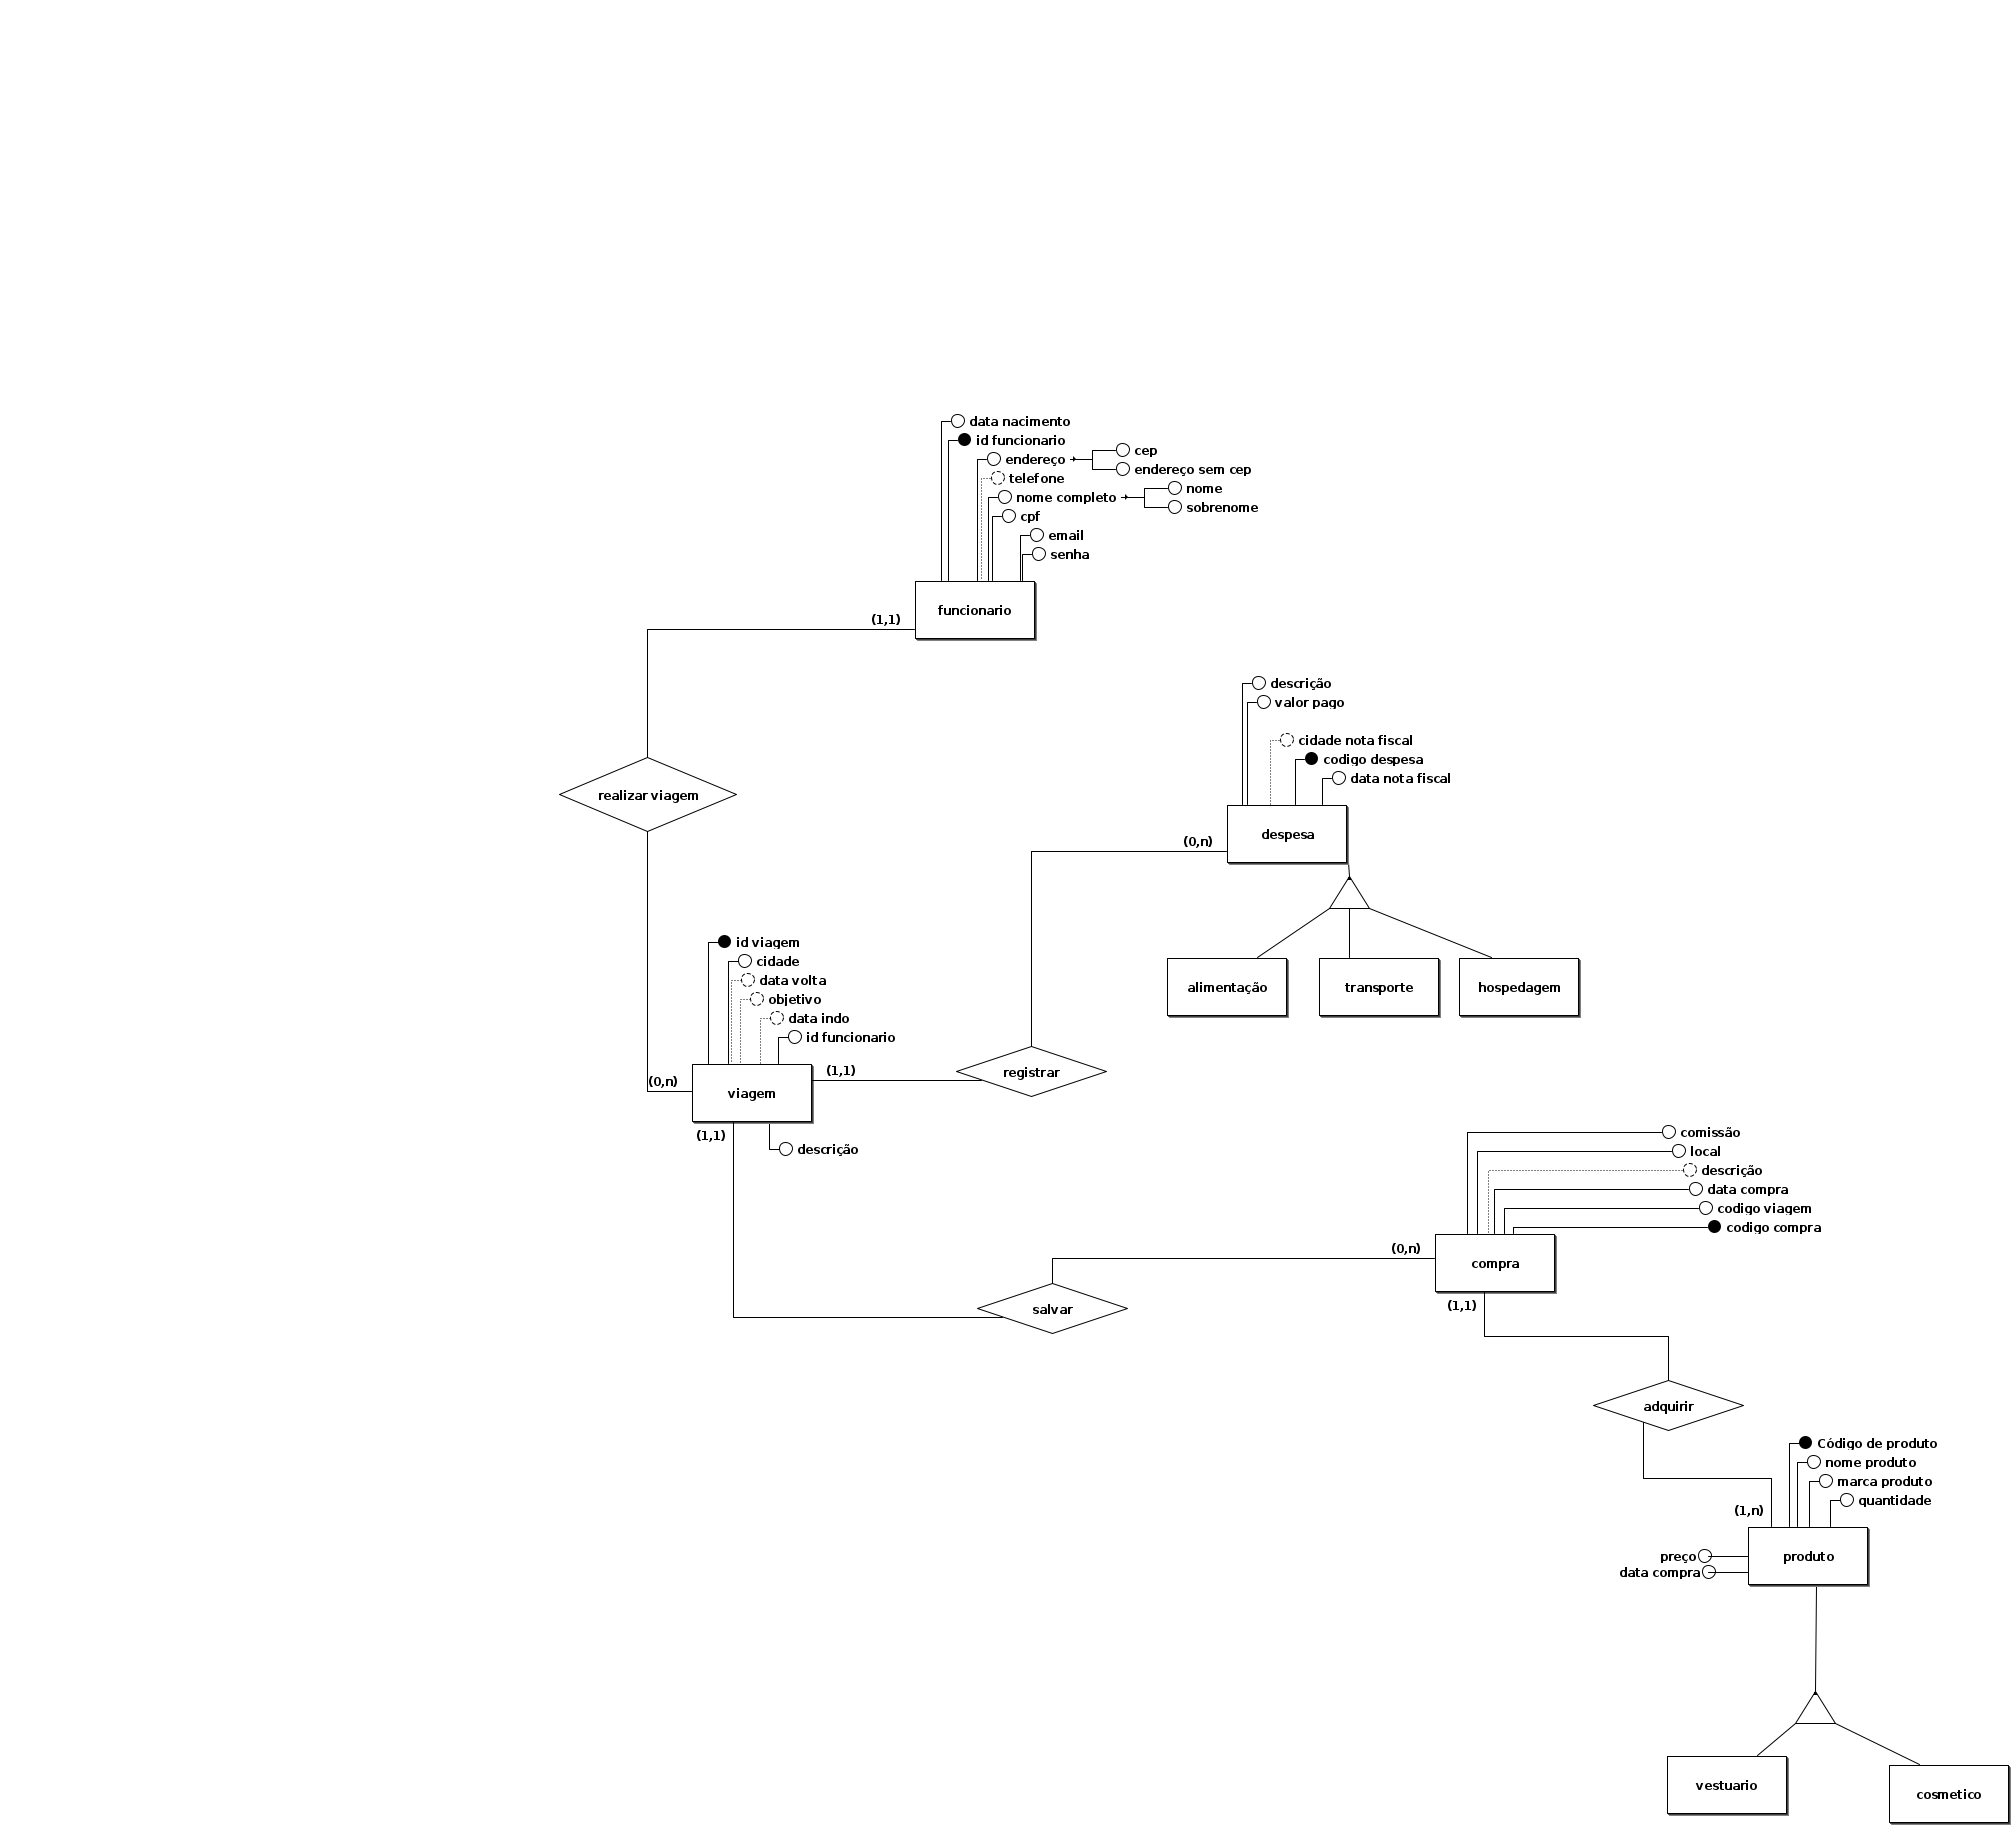 data nacimento
id funcionario
cep
endereço
endereço sem cep
telefone
nome
nome completo
sobrenome
cpf
email
senha
funcionario
(1,1)
descrição
valor pago
cidade nota fiscal
codigo despesa
data nota fiscal
realizar viagem
despesa
(0,n)
id viagem
cidade
data volta
objetivo
data indo
id funcionario
alimentação
transporte
hospedagem
(1,1)
registrar
(0,n)
viagem
(1,1)
descrição
comissão
local
descrição
data compra
codigo viagem
codigo compra
(0,n)
compra
(1,1)
salvar
adquirir
Código de produto
nome produto
marca produto
quantidade
(1,n)
preço
produto
data compra
vestuario
cosmetico